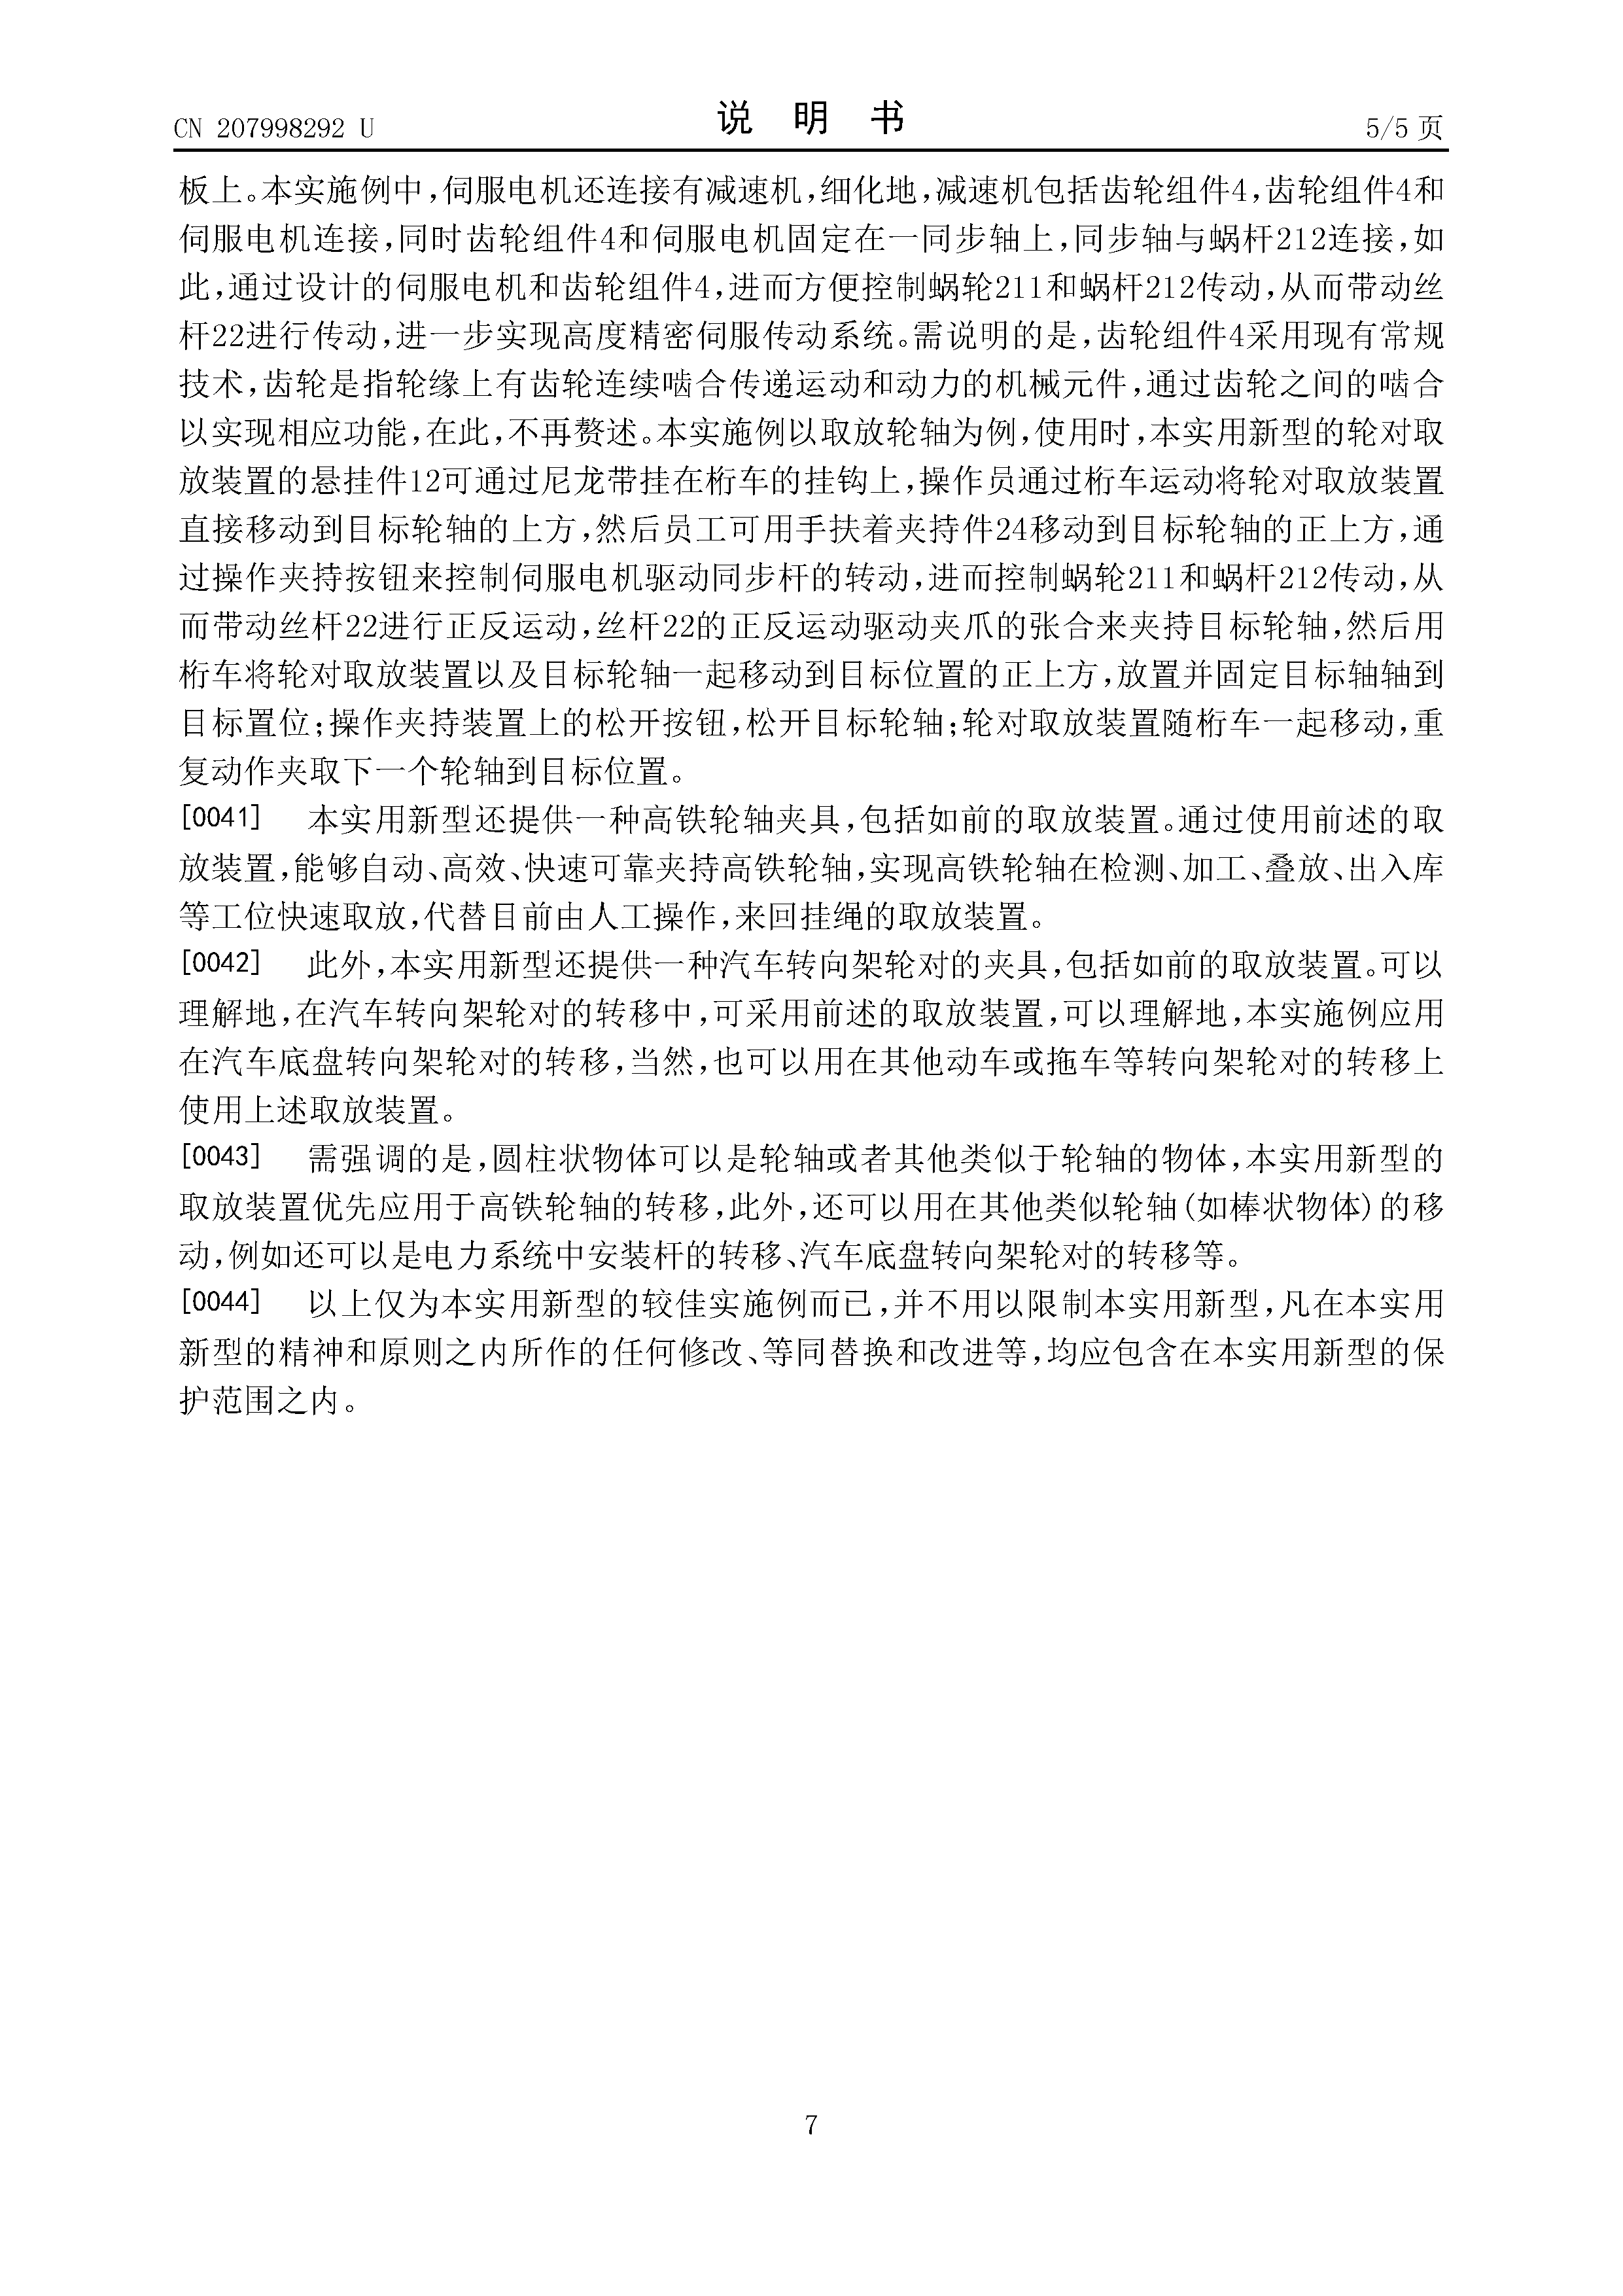 CN 207998292 U
说 明 书
5/5 页
板上。本实施例中,伺服电机还连接有减速机,细化地,减速机包括齿轮组件4,齿轮组件4和
伺服电机连接,同时齿轮组件4和伺服电机固定在一同步轴上,同步轴与蜗杆212连接,如
此,通过设计的伺服电机和齿轮组件4,进而方便控制蜗轮211和蜗杆212传动,从而带动丝
杆22进行传动,进一步实现高度精密伺服传动系统。需说明的是,齿轮组件4采用现有常规
技术,齿轮是指轮缘上有齿轮连续啮合传递运动和动力的机械元件,通过齿轮之间的啮合
以实现相应功能,在此,不再赘述。本实施例以取放轮轴为例,使用时,本实用新型的轮对取
放装置的悬挂件12可通过尼龙带挂在桁车的挂钩上,操作员通过桁车运动将轮对取放装置
直接移动到目标轮轴的上方,然后员工可用手扶着夹持件24移动到目标轮轴的正上方,通
过操作夹持按钮来控制伺服电机驱动同步杆的转动,进而控制蜗轮211和蜗杆212传动,从
而带动丝杆22进行正反运动,丝杆22的正反运动驱动夹爪的张合来夹持目标轮轴,然后用
桁车将轮对取放装置以及目标轮轴一起移动到目标位置的正上方,放置并固定目标轴轴到
目标置位;操作夹持装置上的松开按钮,松开目标轮轴;轮对取放装置随桁车一起移动,重
复动作夹取下一个轮轴到目标位置。
[0041] 本实用新型还提供一种高铁轮轴夹具,包括如前的取放装置。通过使用前述的取
放装置,能够自动、高效、快速可靠夹持高铁轮轴,实现高铁轮轴在检测、加工、叠放、出入库
等工位快速取放,代替目前由人工操作,来回挂绳的取放装置。
[0042] 此外,本实用新型还提供一种汽车转向架轮对的夹具,包括如前的取放装置。可以
理解地,在汽车转向架轮对的转移中,可采用前述的取放装置,可以理解地,本实施例应用
在汽车底盘转向架轮对的转移,当然,也可以用在其他动车或拖车等转向架轮对的转移上
使用上述取放装置。
[0043] 需强调的是,圆柱状物体可以是轮轴或者其他类似于轮轴的物体,本实用新型的
取放装置优先应用于高铁轮轴的转移,此外,还可以用在其他类似轮轴(如棒状物体)的移
动,例如还可以是电力系统中安装杆的转移、汽车底盘转向架轮对的转移等。
[0044] 以上仅为本实用新型的较佳实施例而已,并不用以限制本实用新型,凡在本实用
新型的精神和原则之内所作的任何修改、等同替换和改进等,均应包含在本实用新型的保
护范围之内。
7